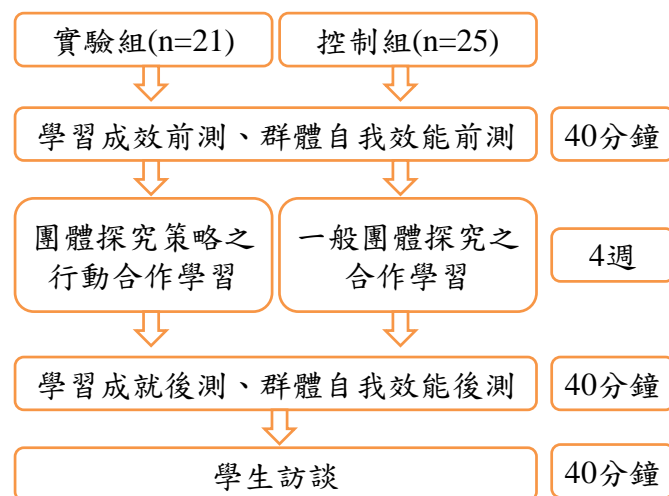 實驗組(n=21)
控制組(n=25)
學習成效前測、群體自我效能前測
40分鐘
團體探究策略之
行動合作學習
一般團體探究之
合作學習
4週
學習成就後測、群體自我效能後測
40分鐘
學生訪談
40分鐘